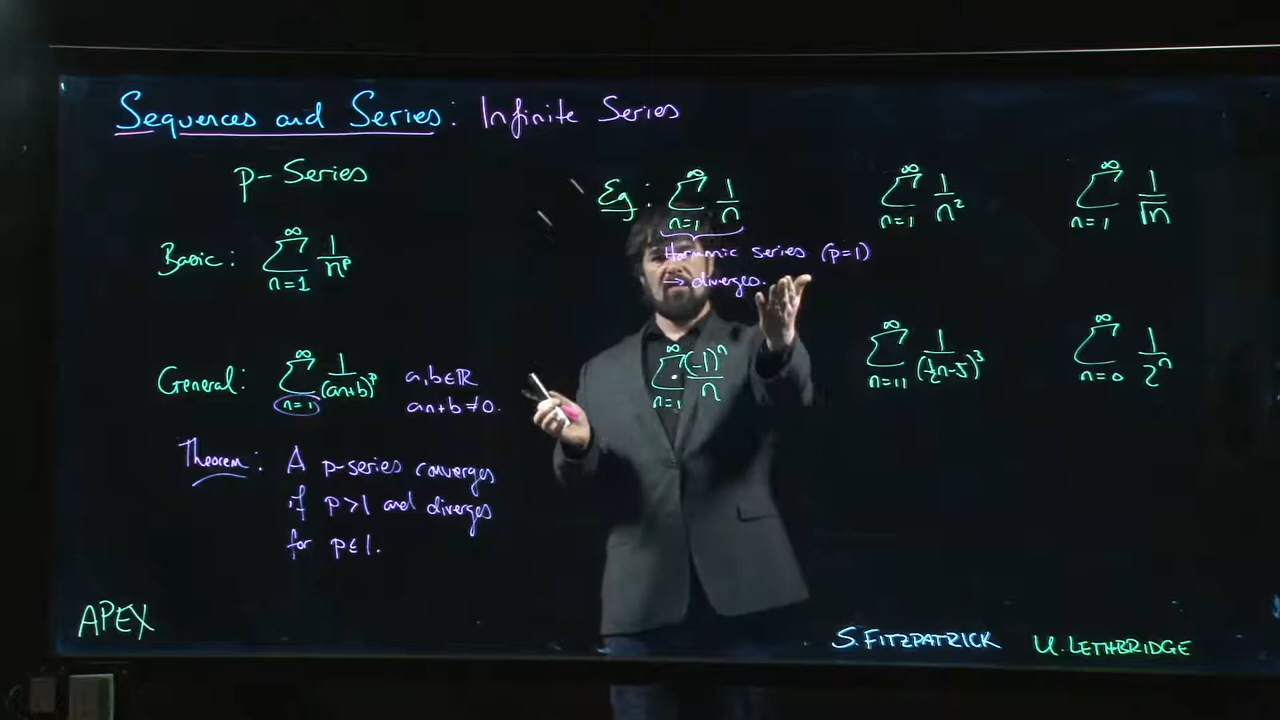 Sequences and Series: Infinite Series
p-Series
Basic: ∞ Σ n=1 1/n^p
General: ∞ Σ n=1 1/(an+b)^p a,b∈ℝ
an+b≠0.
Theorem: A p-series converges
if p>1 and diverges
for p≤1.
Eg: ∞ Σ n=1 1/n
Harmonic series (p=1)
→ diverges.
∞ Σ n=1 1/n²
∞ Σ n=1 1/√n
∞ Σ n=1 (-1)^n/n
∞ Σ n=11 1/(½n-5)³
∞ Σ n=0 1/2^n
APEX
S. FITZPATRICK U. LETHBRIDGE